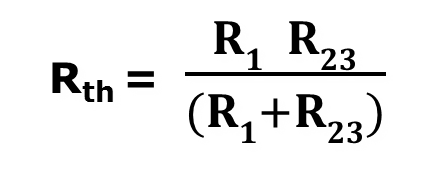 R₁ R₂₃
Rth = 
(R₁+R₂₃)